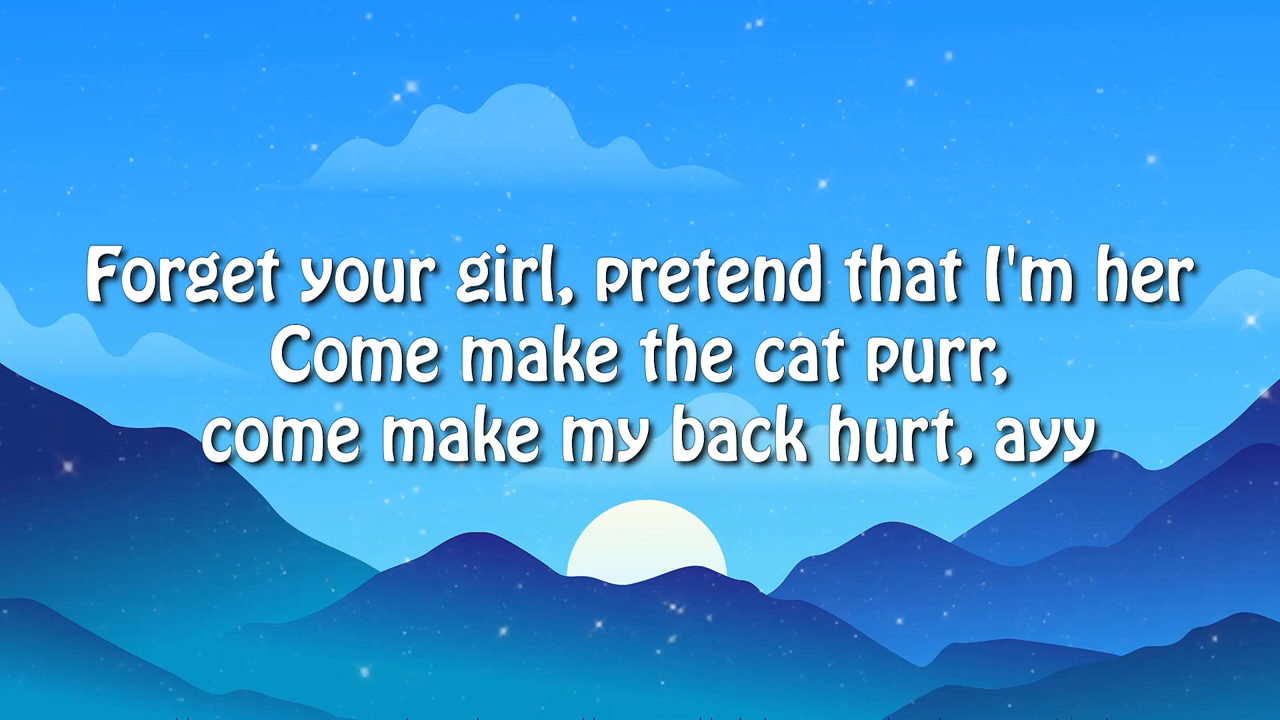 Forget your girl, pretend that I'm her
Come make the cat purr,
come make my back hurt, ayy